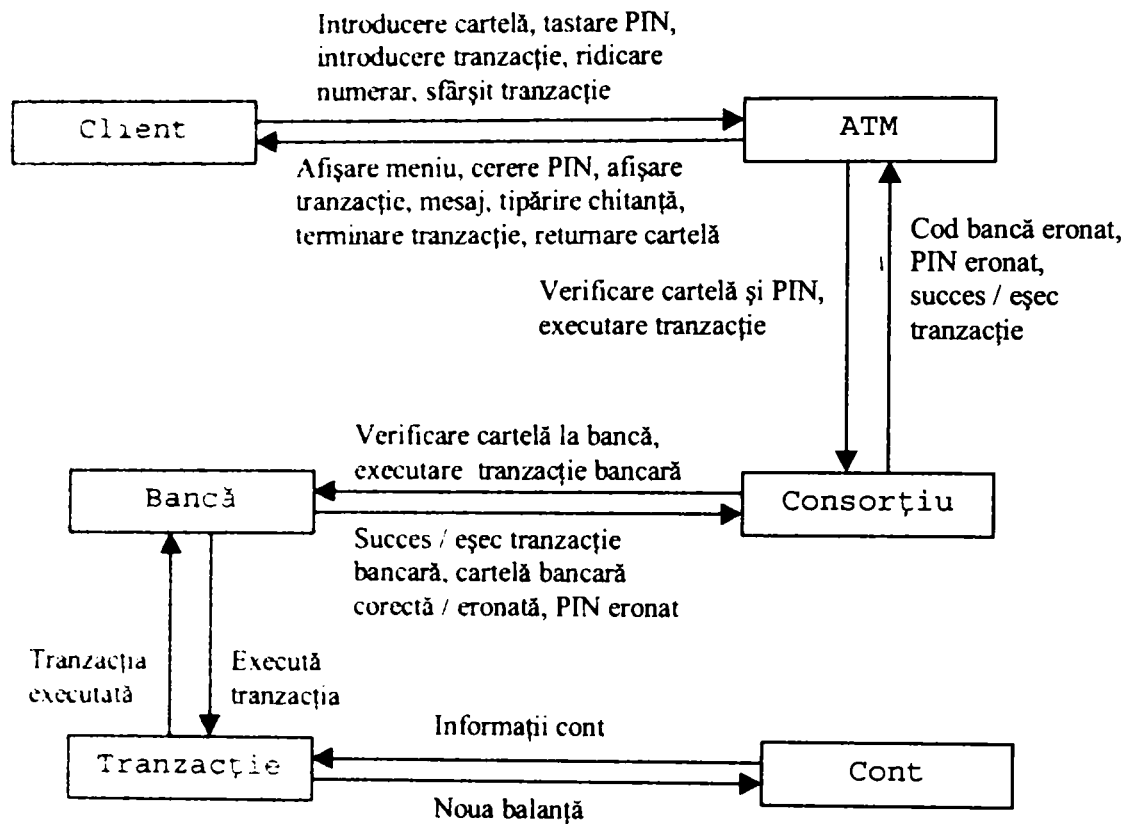 Introducere cartelă, tastare PIN,
introducere tranzacție, ridicare
numerar, sfârșit tranzacție
Client
ATM
Afişare meniu, cerere PIN, afişare
tranzacţie, mesaj, tipărire chitanţă,
terminare tranzacţie, returnare cartelă
Cod bancă eronat,
PIN eronat,
succes / eşec
tranzacţie
Verificare cartelă şi PIN,
executare tranzacţie
Verificare cartelă la bancă,
executare tranzacţie bancară
Bancă
Consorţiu
Succes / eşec tranzacţie
bancară, cartelă bancară
corectă / eronată, PIN eronat
Tranzacţia
executată
Execută
tranzacţia
Informaţii cont
Tranzacţie
Cont
Noua balanţă